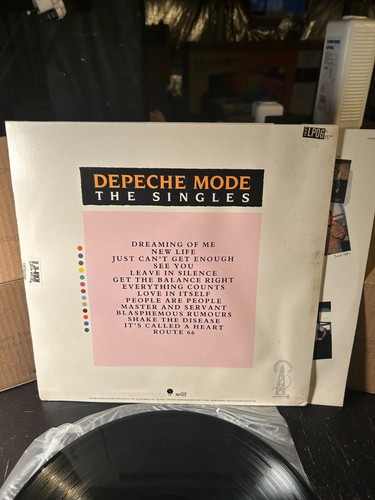 LPOG
DEPECHE MODE
THE SINGLES
DREAMING OF ME
NEW LIFE
JUST CAN'T GET ENOUGH
SEE YOU
LEAVE IN SILENCE
GET THE BALANCE RIGHT
EVERYTHING COUNTS
LOVE IN ITSELF
PEOPLE ARE PEOPLE
MASTER AND SERVANT
BLASPHEMOUS RUMOURS
SHAKE THE DISEASE
IT'S CALLED A HEART
ROUTE 66